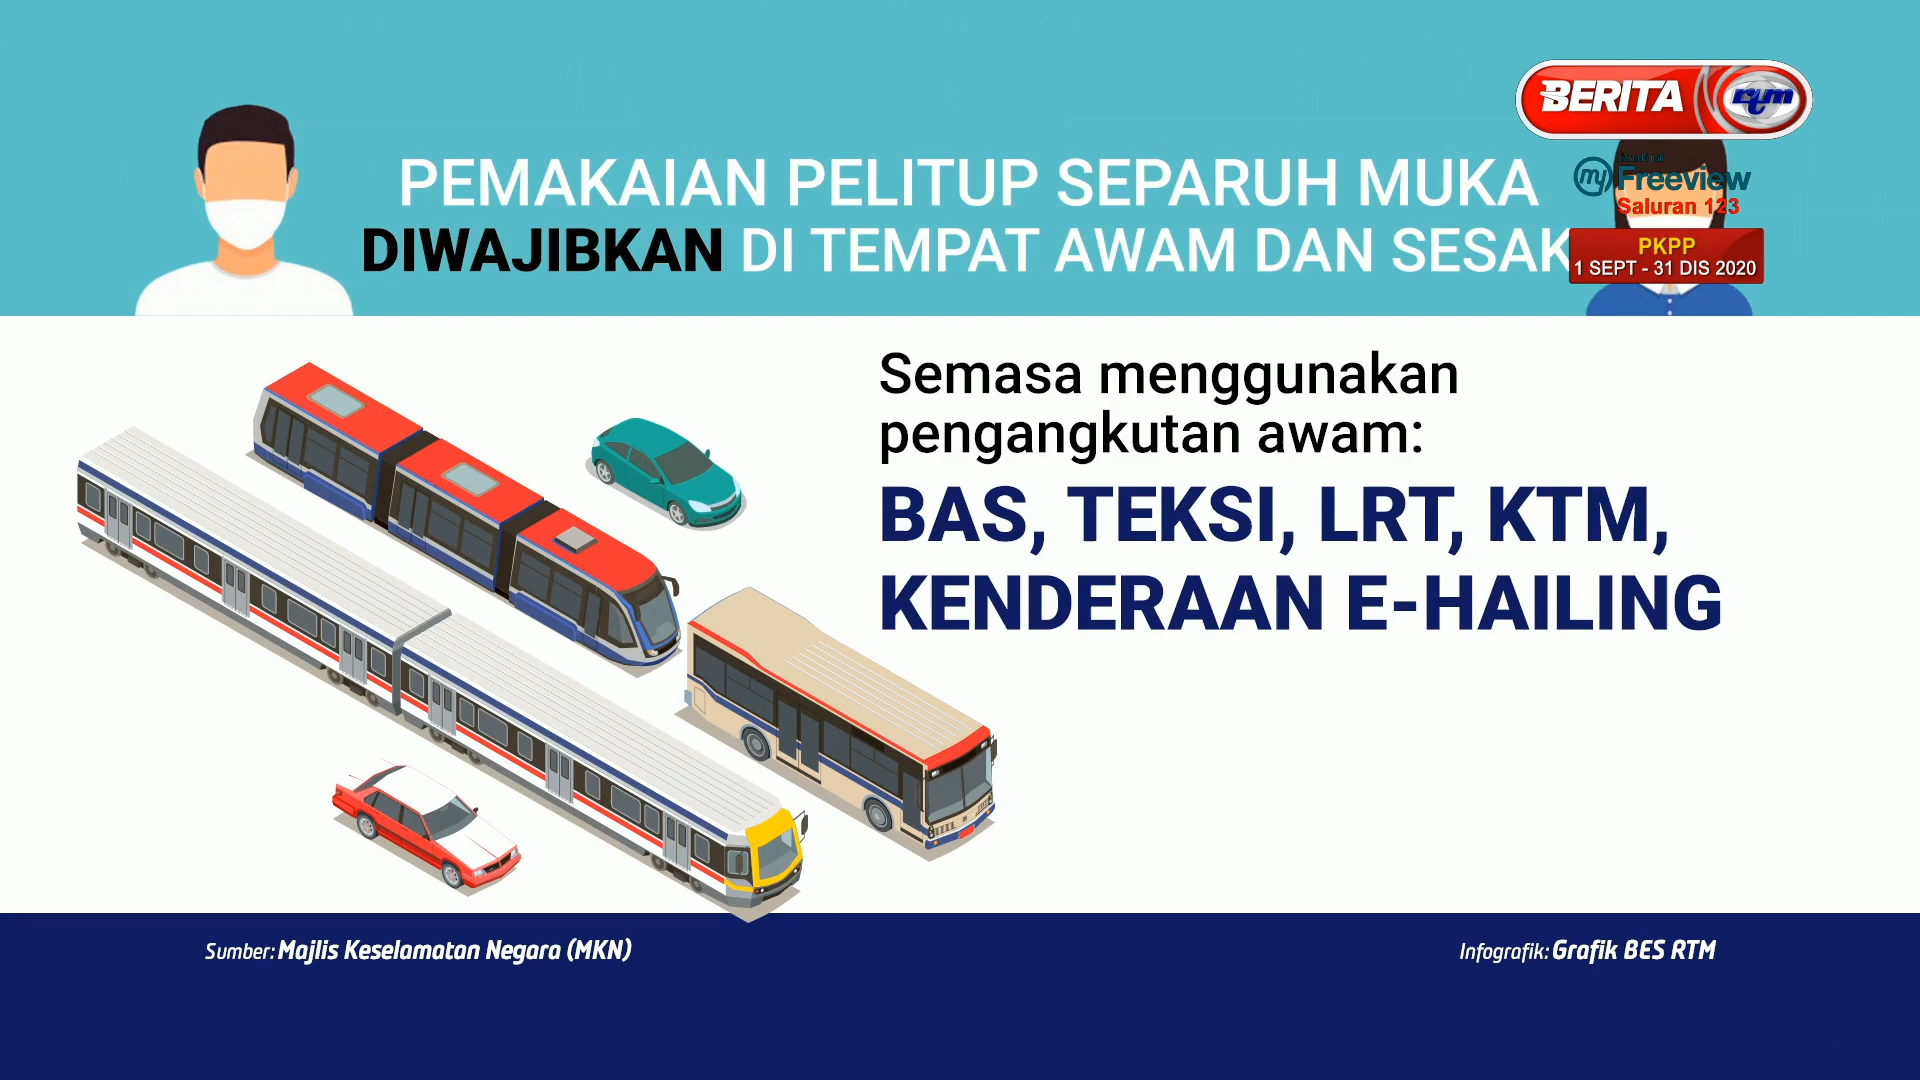 BERITA rtm
PEMAKAIAN PELITUP SEPARUH MUKA
DIWAJIBKAN DI TEMPAT AWAM DAN SESAK
my Freeview
Saluran 123
PKPP
1 SEPT - 31 DIS 2020
Semasa menggunakan
pengangkutan awam:
BAS, TEKSI, LRT, KTM,
KENDERAAN E-HAILING
Sumber: Majlis Keselamatan Negara (MKN)
Infografik: Grafik BES RTM